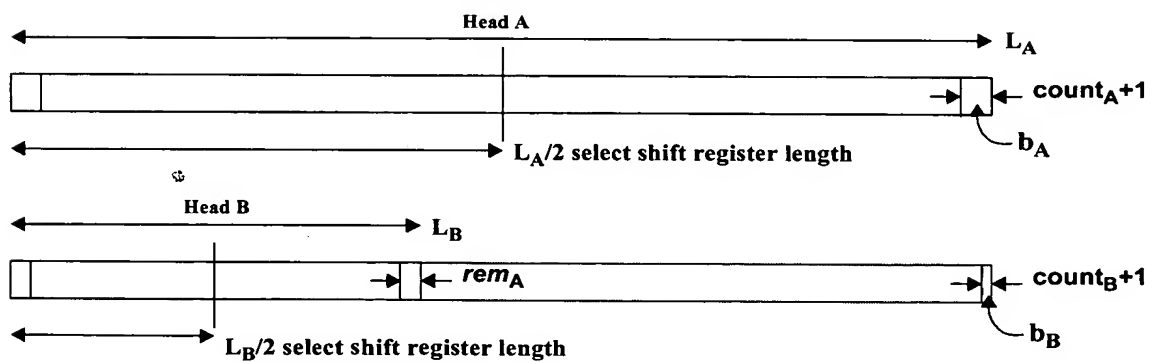 Head A
L_A
count_A+1
b_A
L_A/2 select shift register length
Head B
L_B
rem_A
count_B+1
b_B
L_B/2 select shift register length